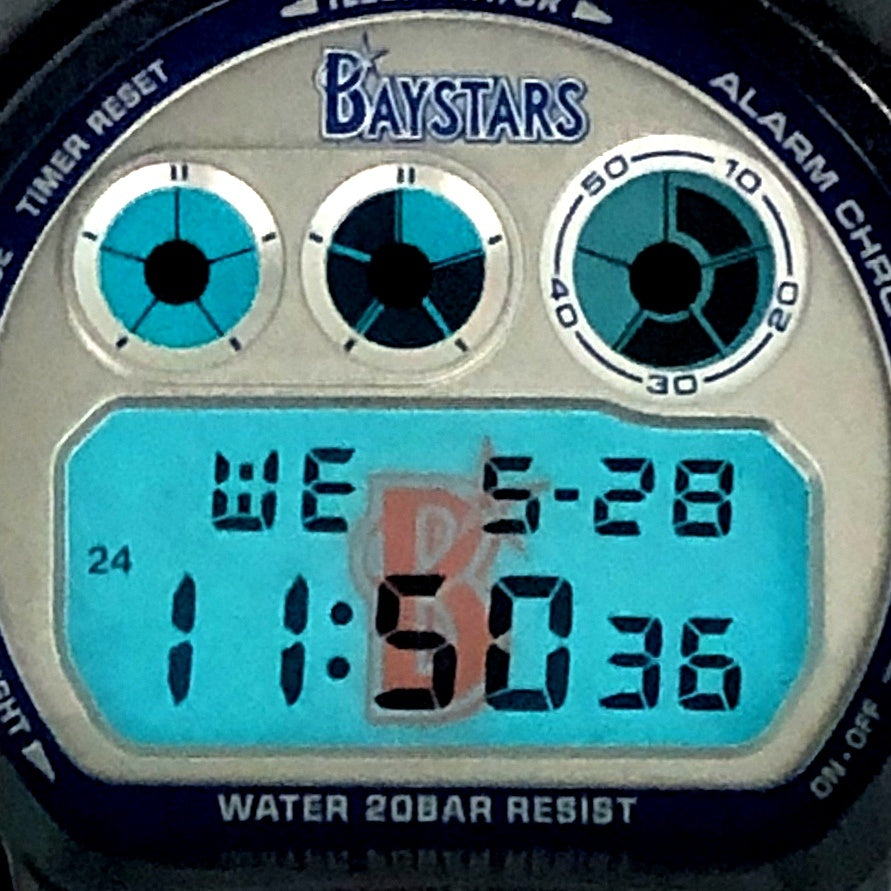 TIMER RESET
ALARM CHRO
BAYSTARS
50 10
40 20
30
WE 5-28
24
11:50 36
WATER 20BAR RESIST
ON·OFF